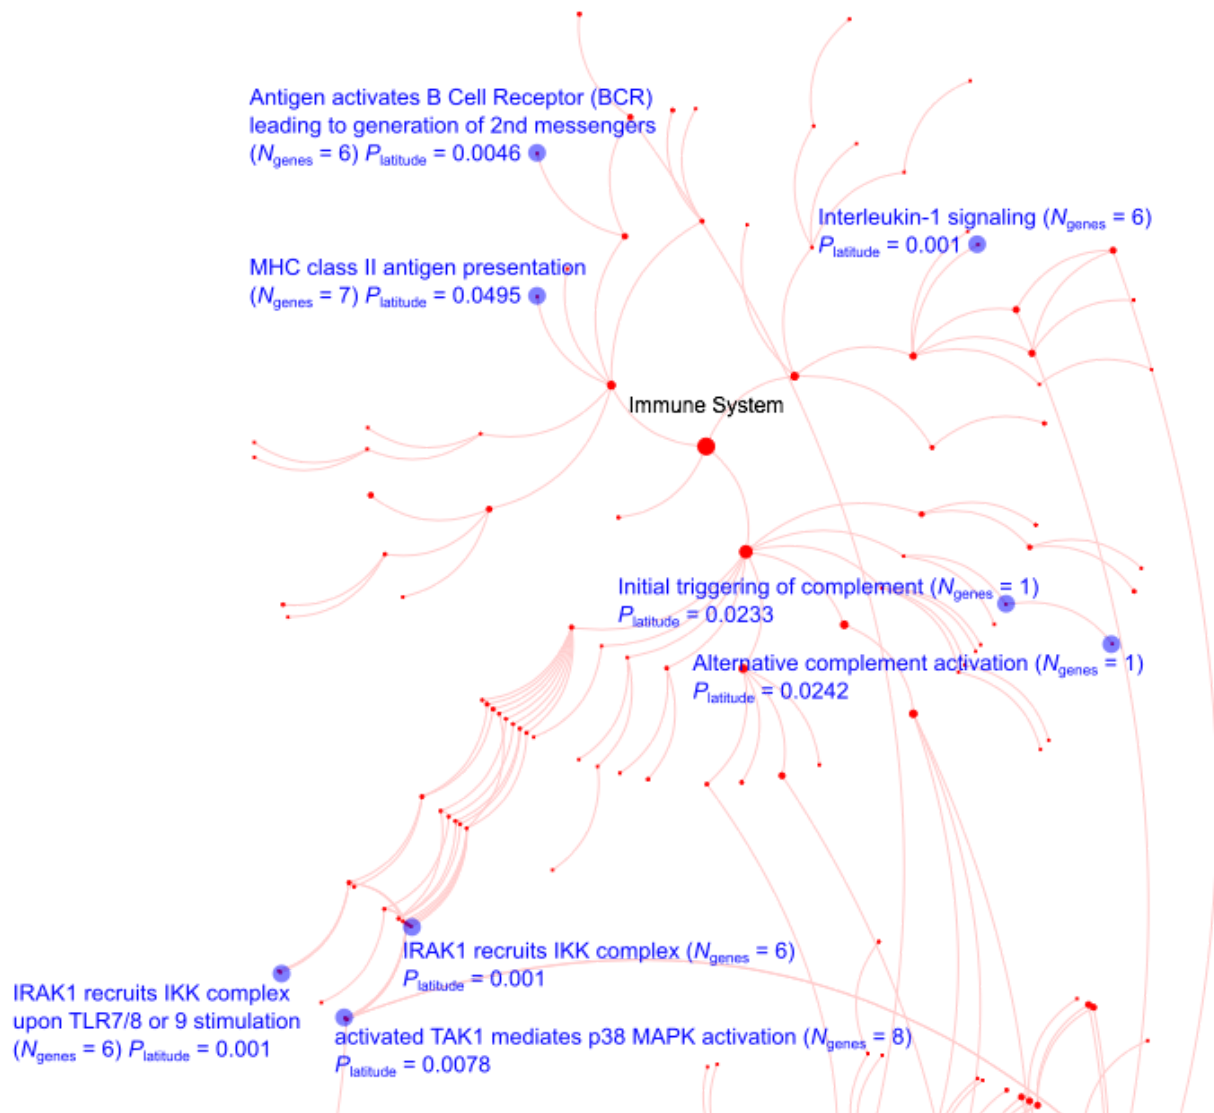 Antigen activates B Cell Receptor (BCR)
leading to generation of 2nd messengers
(Ngenes = 6) Platitude = 0.0046
Interleukin-1 signaling (Ngenes = 6)
Platitude = 0.001
MHC class II antigen presentation
(Ngenes = 7) Platitude = 0.0495
Immune System
Initial triggering of complement (Ngenes = 1)
Platitude = 0.0233
Alternative complement activation (Ngenes = 1)
Platitude = 0.0242
IRAK1 recruits IKK complex (Ngenes = 6)
Platitude = 0.001
IRAK1 recruits IKK complex
upon TLR7/8 or 9 stimulation
(Ngenes = 6) Platitude = 0.001
activated TAK1 mediates p38 MAPK activation (Ngenes = 8)
Platitude = 0.0078